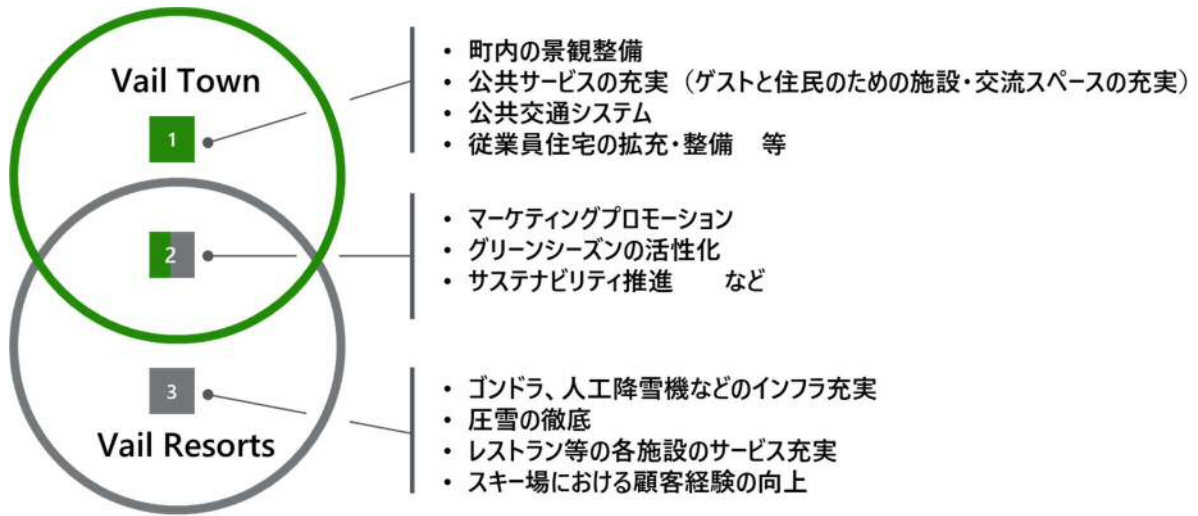 Vail Town
1
• 町内の景観整備
• 公共サービスの充実（ゲストと住民のための施設・交流スペースの充実）
• 公共交通システム
• 従業員住宅の拡充・整備　等
2
• マーケティングプロモーション
• グリーンシーズンの活性化
• サステナビリティ推進　　など
3
Vail Resorts
• ゴンドラ、人工降雪機などのインフラ充実
• 圧雪の徹底
• レストラン等の各施設のサービス充実
• スキー場における顧客経験の向上